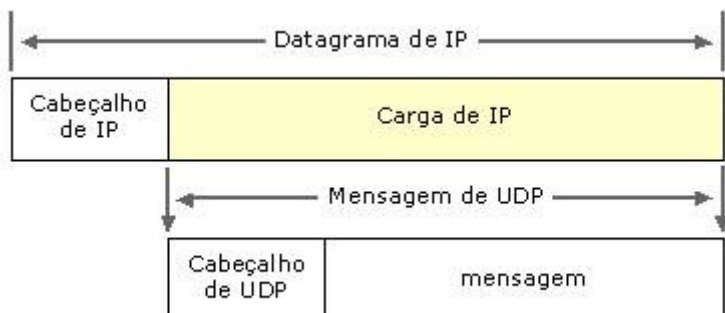 Datagrama de IP
Cabeçalho
de IP
Carga de IP
Mensagem de UDP
Cabeçalho
de UDP
mensagem